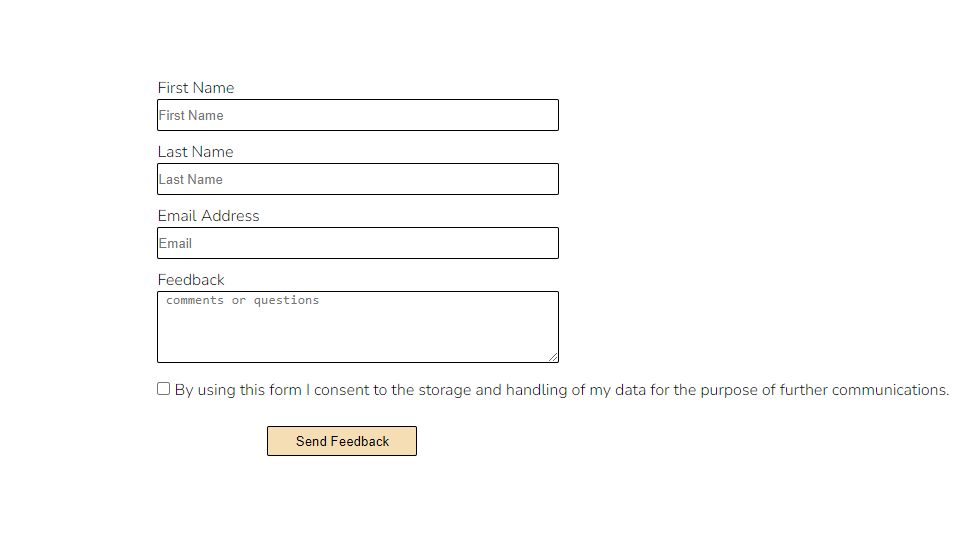 First Name
First Name
Last Name
Last Name
Email Address
Email
Feedback
comments or questions
By using this form I consent to the storage and handling of my data for the purpose of further communications.
Send Feedback